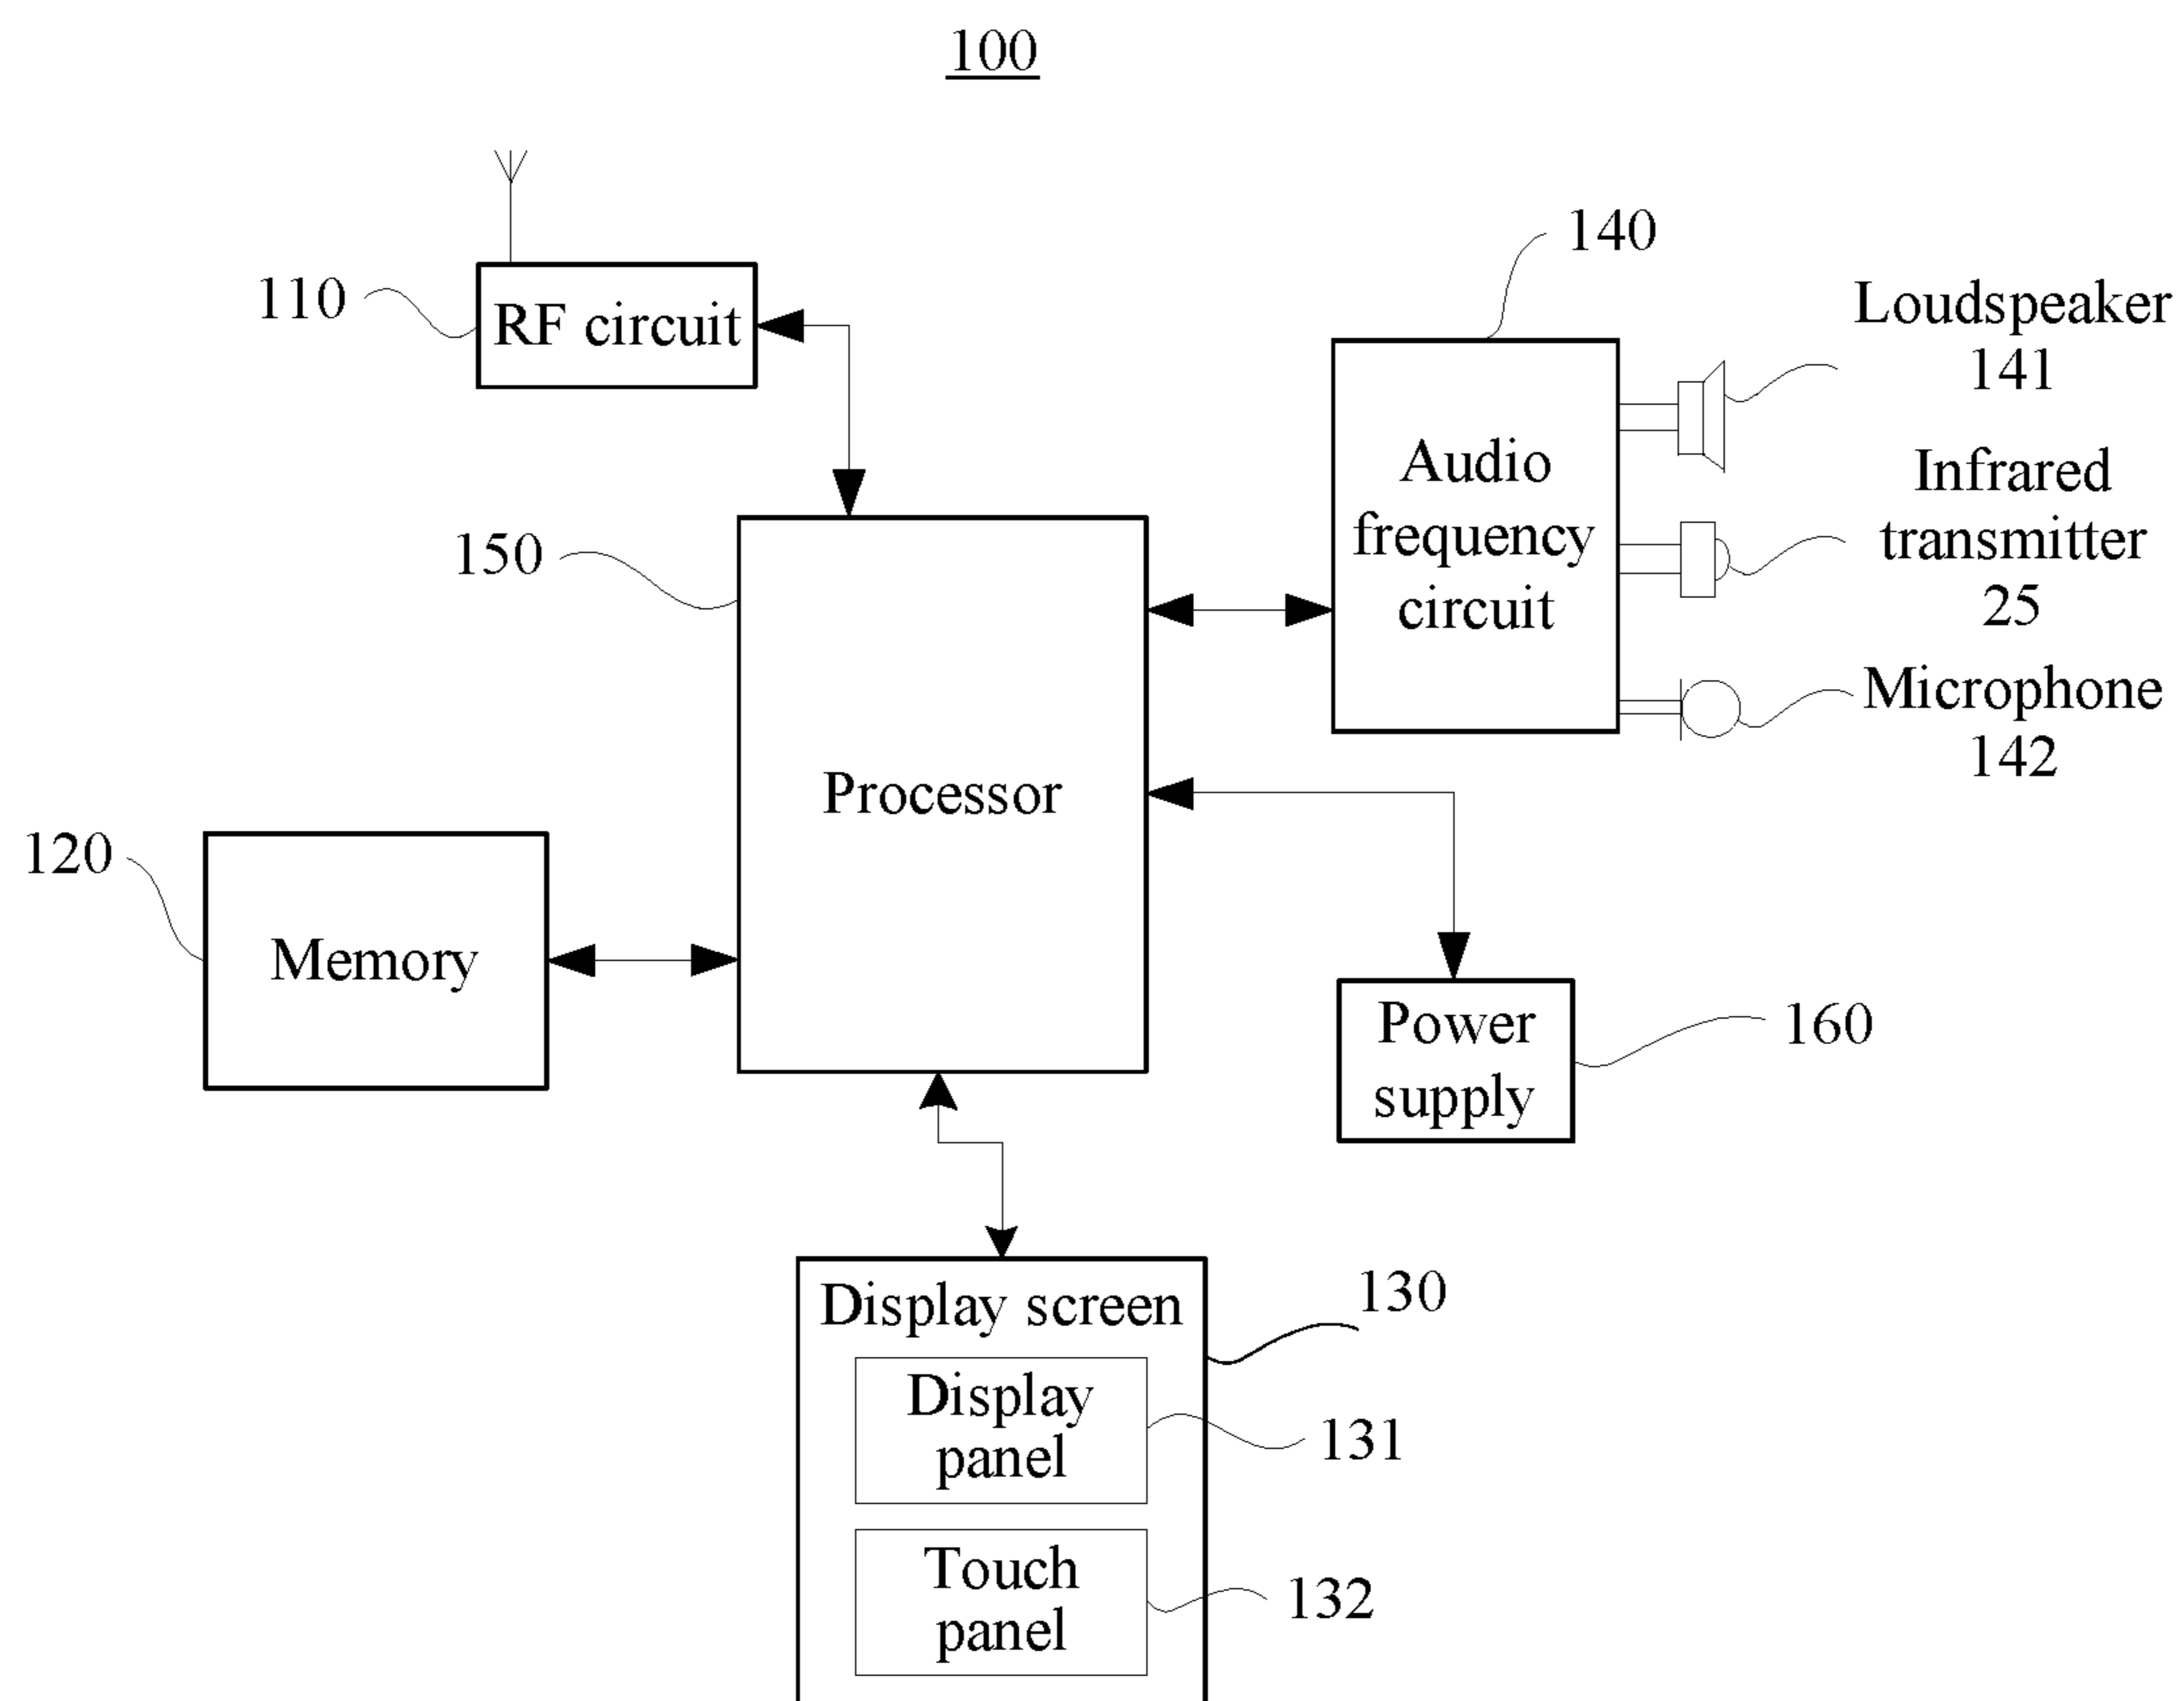 100
110
RF circuit
140
Loudspeaker
141
Audio
frequency
circuit
Infrared
transmitter
25
Microphone
142
150
Processor
120
Memory
Power
supply
160
Display screen
130
Display
panel
131
Touch
panel
132